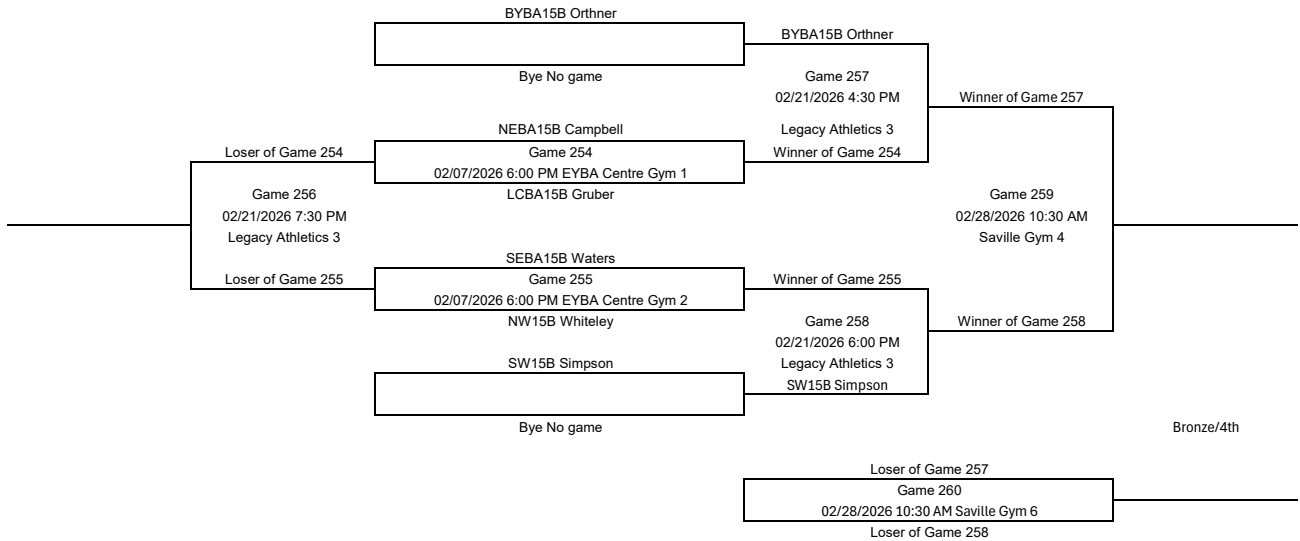 BYBA15B Orthner
BYBA15B Orthner
Bye No game
Game 257
02/21/2026 4:30 PM
Winner of Game 257
NEBA15B Campbell
Legacy Athletics 3
Loser of Game 254
Game 254
Winner of Game 254
02/07/2026 6:00 PM EYBA Centre Gym 1
Game 256
LCBA15B Gruber
Game 259
02/21/2026 7:30 PM
02/28/2026 10:30 AM
Legacy Athletics 3
Saville Gym 4
SEBA15B Waters
Loser of Game 255
Game 255
Winner of Game 255
02/07/2026 6:00 PM EYBA Centre Gym 2
NW15B Whiteley
Game 258
Winner of Game 258
02/21/2026 6:00 PM
SW15B Simpson
Legacy Athletics 3
SW15B Simpson
Bye No game
Bronze/4th
Loser of Game 257
Game 260
02/28/2026 10:30 AM Saville Gym 6
Loser of Game 258